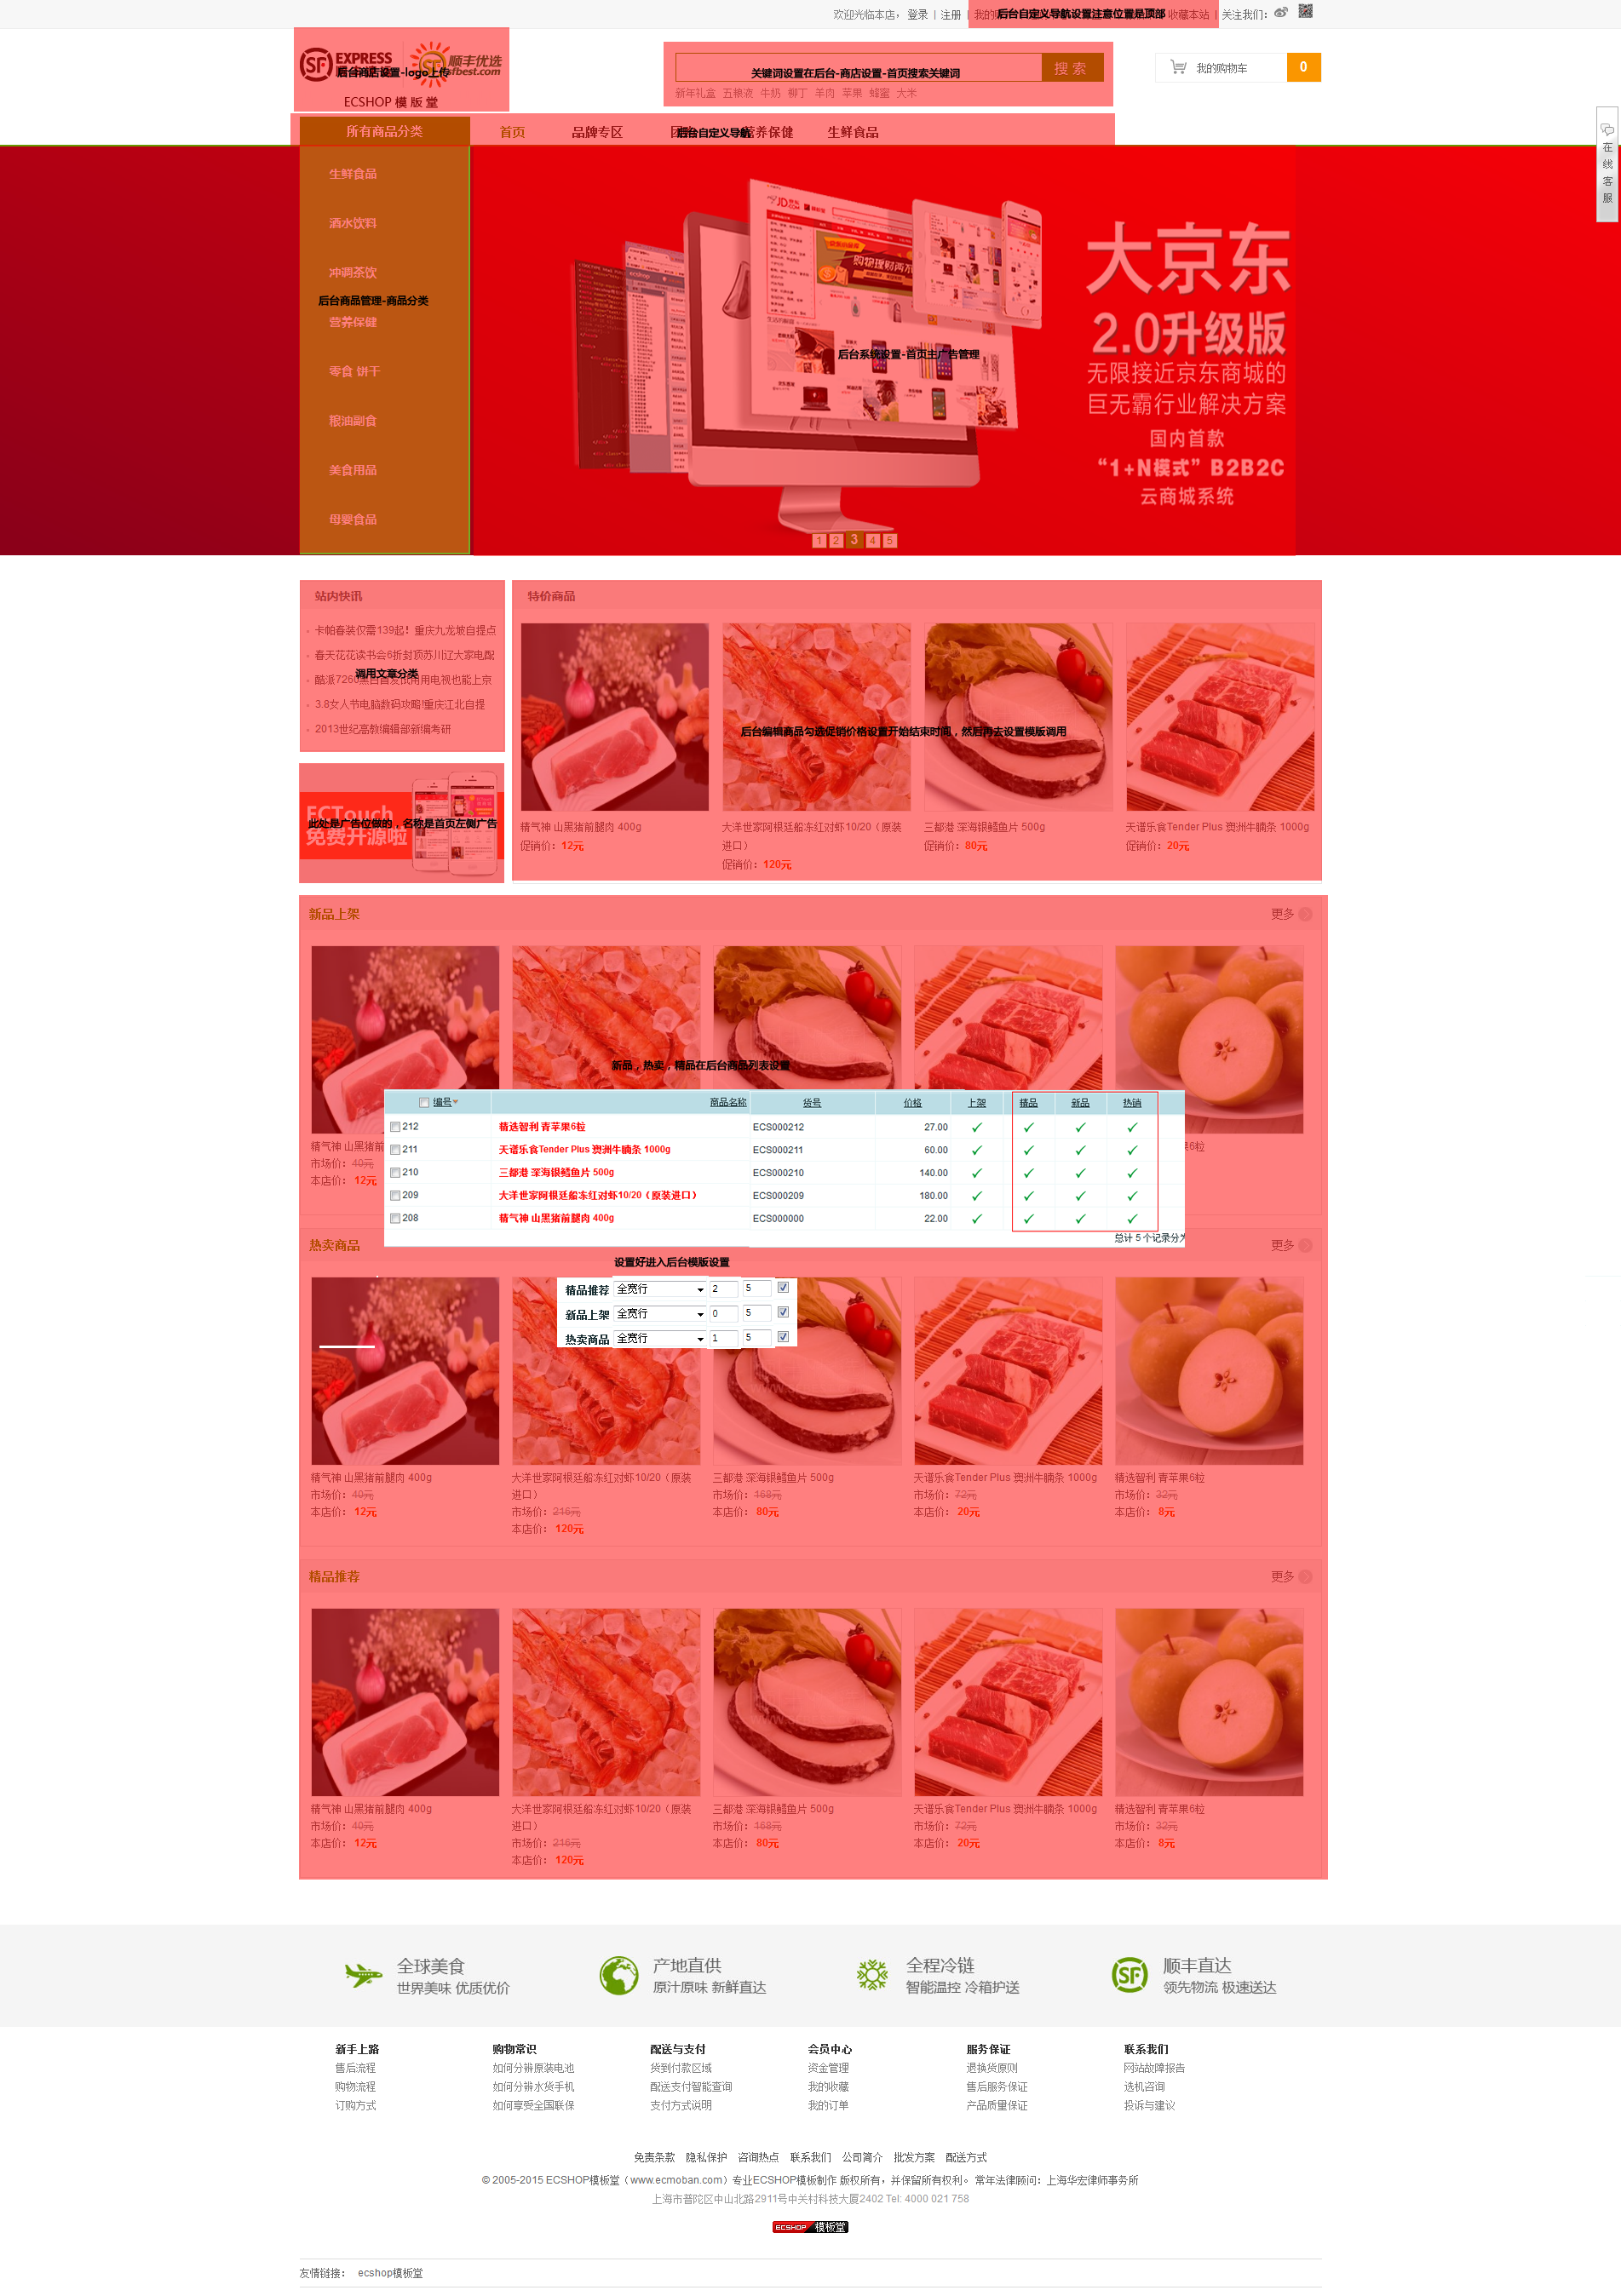 欢迎光临本店， 登录 | 注册 | 我的
后台自定义导航设置注意位置是顶部
收藏本站 | 关注我们：
SF EXPRESS 顺丰优选
sfbest.com
后台商店设置-logo上传
ECSHOP 模 版 堂
关键词设置在后台-商店设置-首页搜索关键词
搜 索
新年礼盒 五粮液 牛奶 柳丁 羊肉 苹果 蜂蜜 大米
我的购物车 0
所有商品分类 首页 品牌专区 后台自定义导航 营养保健 生鲜食品
在线客服
生鲜食品
酒水饮料
冲调茶饮
后台商品管理-商品分类
营养保健
零食 饼干
粮油副食
美食用品
母婴食品
后台系统设置-首页主广告管理
大京东
2.0升级版
无限接近京东商城的
巨无霸行业解决方案
国内首款
“1+N模式”B2B2C
云商城系统
1 2 3 4 5
站内快讯
卡帕春装仅需139起！重庆九龙坡自提点
春天花花读书会6折封顶苏川辽大家电配
调用文章分类
3.8女人节电脑数码攻略!重庆江北自提
2013世纪高教编辑部新编考研
ECTouch
免费开源啦
此处是广告位做的，名称是首页左侧广告
特价商品
后台编辑商品勾选促销价格设置开始结束时间，然后再去设置模版调用
精气神 山黑猪前腿肉 400g
促销价：12元
大洋世家阿根廷船冻红对虾10/20（原装
进口）
促销价：120元
三都港 深海银鳕鱼片 500g
促销价：80元
天谱乐食Tender Plus 澳洲牛腩条 1000g
促销价：20元
新品上架 更多
新品，热卖，精品在后台商品列表设置
精气神 山黑猪前
市场价：40元
本店价：12元
6粒
编号 商品名称 货号 价格 上架 精品 新品 热销
212 精选智利 青苹果6粒 ECS000212 27.00
211 天谱乐食Tender Plus 澳洲牛腩条 1000g ECS000211 60.00
210 三都港 深海银鳕鱼片 500g ECS000210 140.00
209 大洋世家阿根廷船冻红对虾10/20（原装进口） ECS000209 180.00
208 精气神 山黑猪前腿肉 400g ECS000000 22.00
总计 5 个记录分为
热卖商品 更多
设置好进入后台模版设置
精品推荐 全宽行 2 5
新品上架 全宽行 0 5
热卖商品 全宽行 1 5
精气神 山黑猪前腿肉 400g
市场价：40元
本店价：12元
大洋世家阿根廷船冻红对虾10/20（原装
进口）
市场价：216元
本店价：120元
三都港 深海银鳕鱼片 500g
市场价：168元
本店价：80元
天谱乐食Tender Plus 澳洲牛腩条 1000g
市场价：72元
本店价：20元
精选智利 青苹果6粒
市场价：32元
本店价：8元
精品推荐 更多
精气神 山黑猪前腿肉 400g
市场价：40元
本店价：12元
大洋世家阿根廷船冻红对虾10/20（原装
进口）
市场价：216元
本店价：120元
三都港 深海银鳕鱼片 500g
市场价：168元
本店价：80元
天谱乐食Tender Plus 澳洲牛腩条 1000g
市场价：72元
本店价：20元
精选智利 青苹果6粒
市场价：32元
本店价：8元
全球美食
世界美味 优质优价
产地直供
原汁原味 新鲜直达
全程冷链
智能温控 冷箱护送
SF
顺丰直达
领先物流 极速送达
新手上路 购物常识 配送与支付 会员中心 服务保证 联系我们
售后流程 如何分辨原装电池 货到付款区域 资金管理 退换货原则 网站故障报告
购物流程 如何分辨水货手机 配送支付智能查询 我的收藏 售后服务保证 选机咨询
订购方式 如何享受全国联保 支付方式说明 我的订单 产品质量保证 投诉与建议
免责条款 隐私保护 咨询热点 联系我们 公司简介 批发方案 配送方式
© 2005-2015 ECSHOP模板堂（www.ecmoban.com）专业ECSHOP模板制作 版权所有，并保留所有权利。 常年法律顾问：上海华宏律师事务所
上海市普陀区中山北路2911号中关村科技大厦2402 Tel: 4000 021 758
ECSHOP 模板堂
友情链接： ecshop模板堂